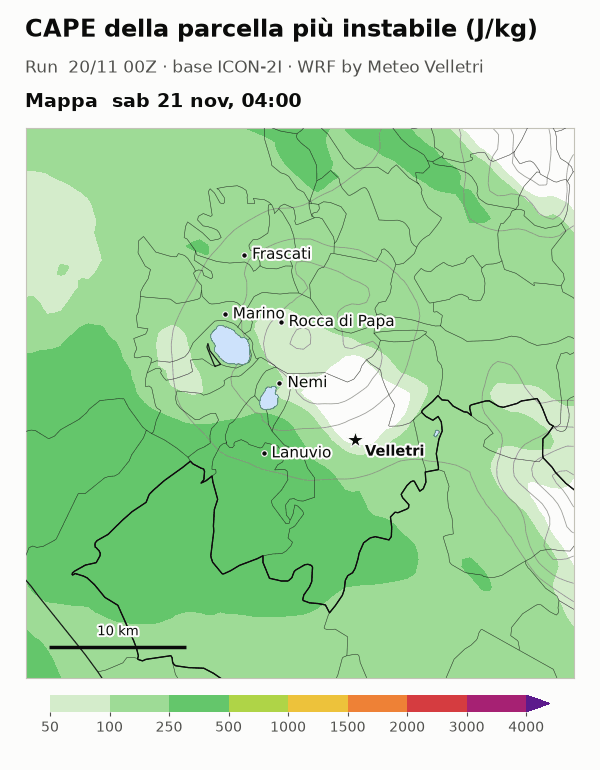 CAPE della parcella più instabile (J/kg)
Run  20/11 00Z · base ICON-2I · WRF by Meteo Velletri
Mappa  sab 21 nov, 04:00
Frascati
Marino
Rocca di Papa
Nemi
Velletri
Lanuvio
10 km
50 100 250 500 1000 1500 2000 3000 4000